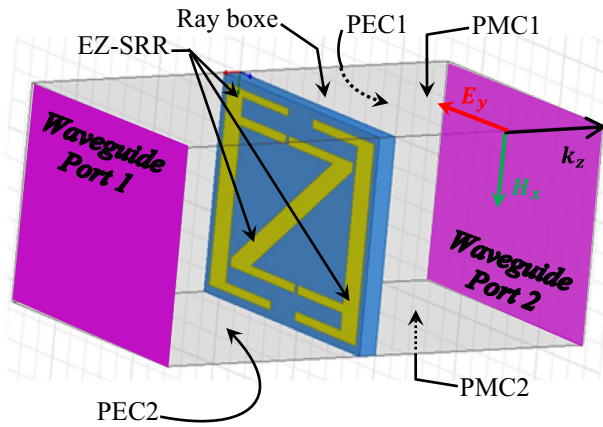 Ray boxe
PEC1
PMC1
EZ-SRR
E_y
k_z
H_x
Waveguide
Port 1
Waveguide
Port 2
PEC2
PMC2